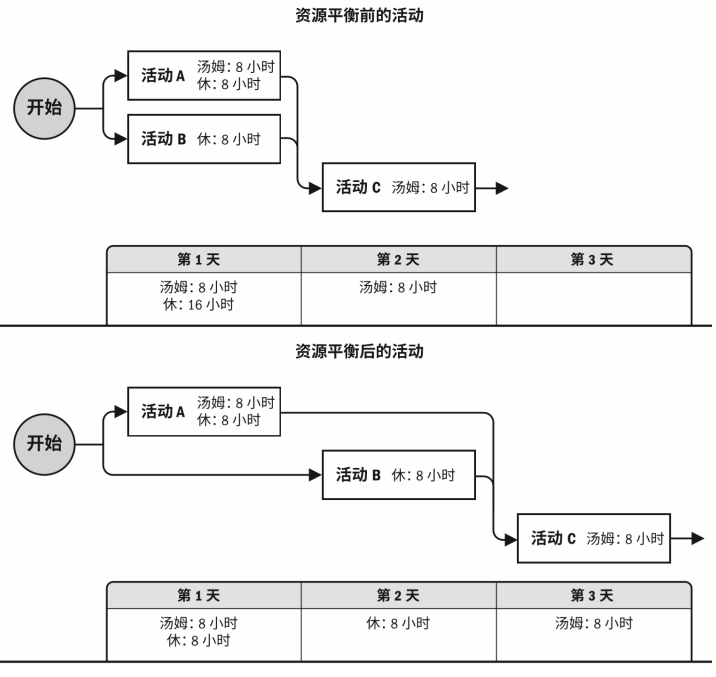 资源平衡前的活动
开始
活动 A
汤姆：8 小时
休：8 小时
活动 B 休：8 小时
活动 C 汤姆：8 小时
第 1 天 第 2 天 第 3 天
汤姆：8 小时 汤姆：8 小时
休：16 小时
资源平衡后的活动
开始
活动 A
汤姆：8 小时
休：8 小时
活动 B 休：8 小时
活动 C 汤姆：8 小时
第 1 天 第 2 天 第 3 天
汤姆：8 小时 休：8 小时 汤姆：8 小时
休：8 小时